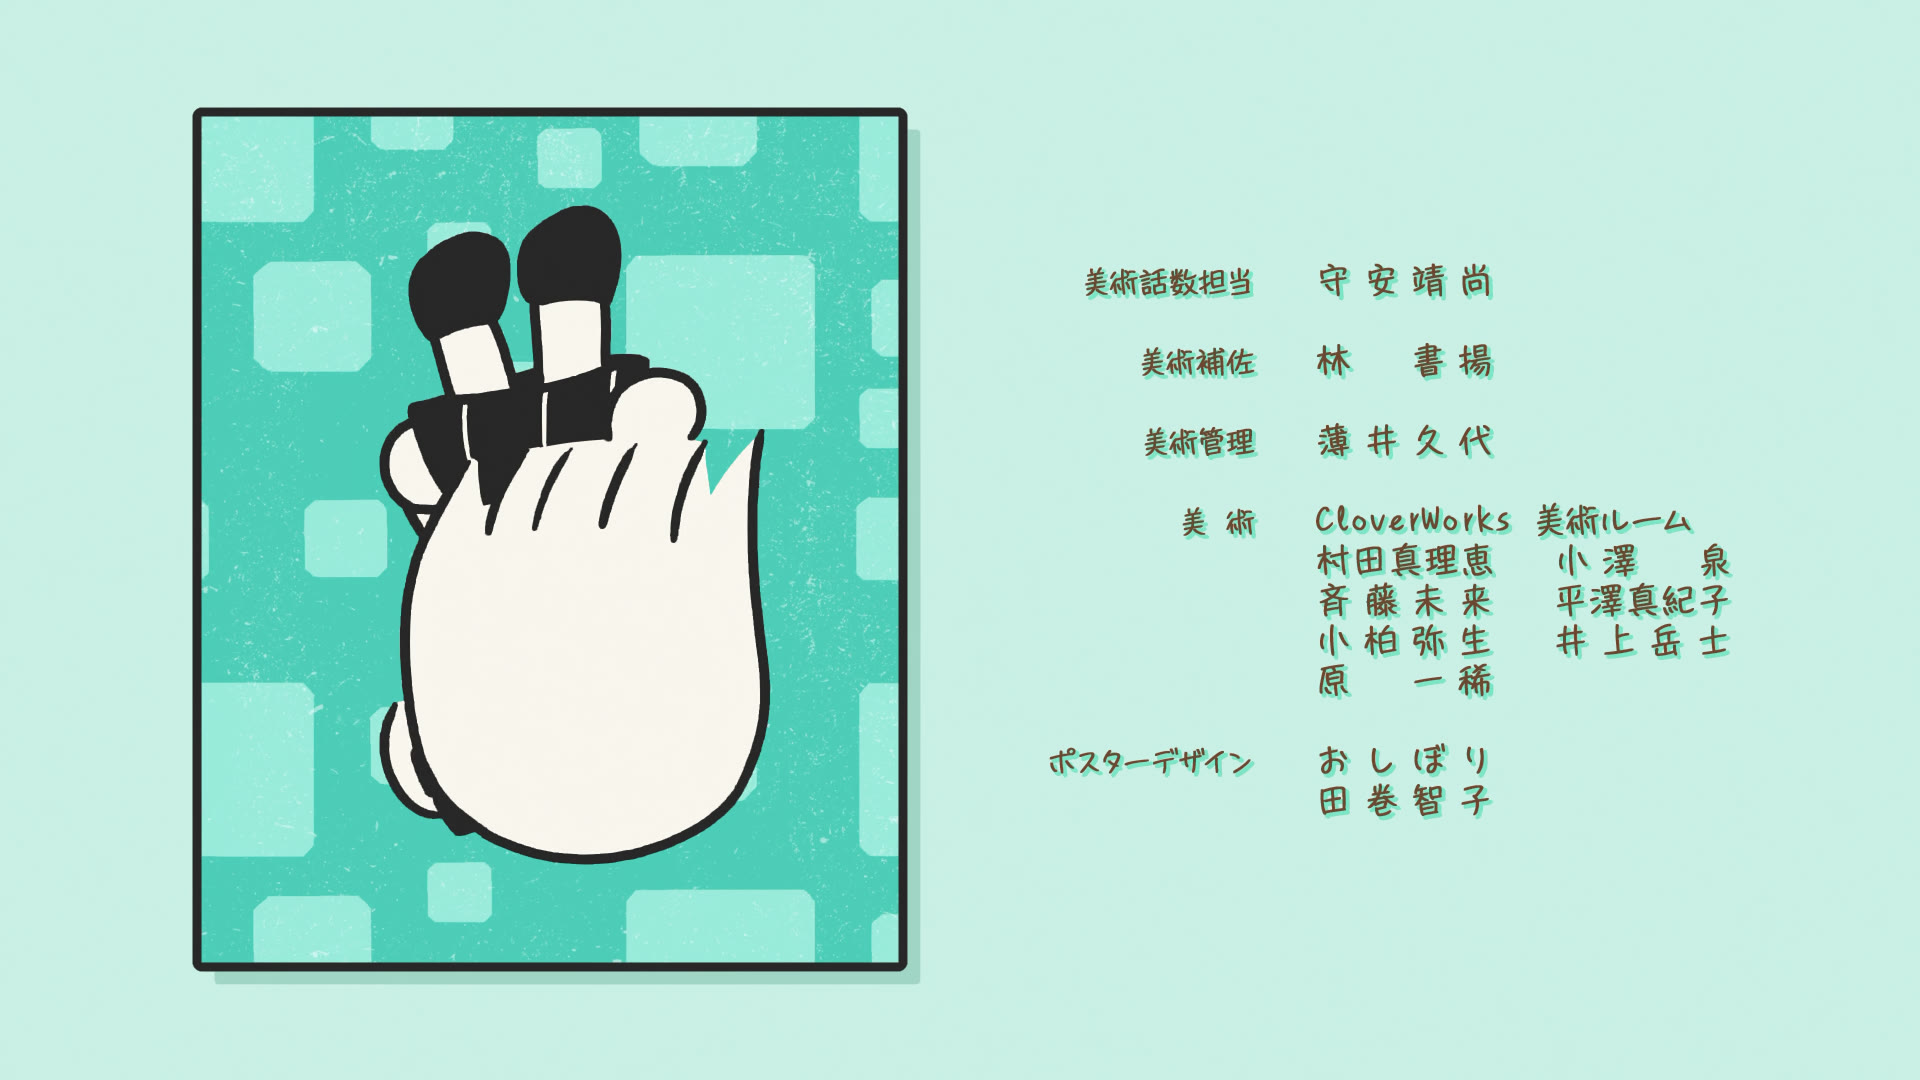 美術話数担当 守安靖尚
美術補佐 林 書揚
美術管理 薄井久代
美術 CloverWorks 美術ルーム
村田真理恵 小澤 泉
斉藤未来 平澤真紀子
小柏弥生 井上岳士
原 一稀
ポスターデザイン おしぼり
田巻智子